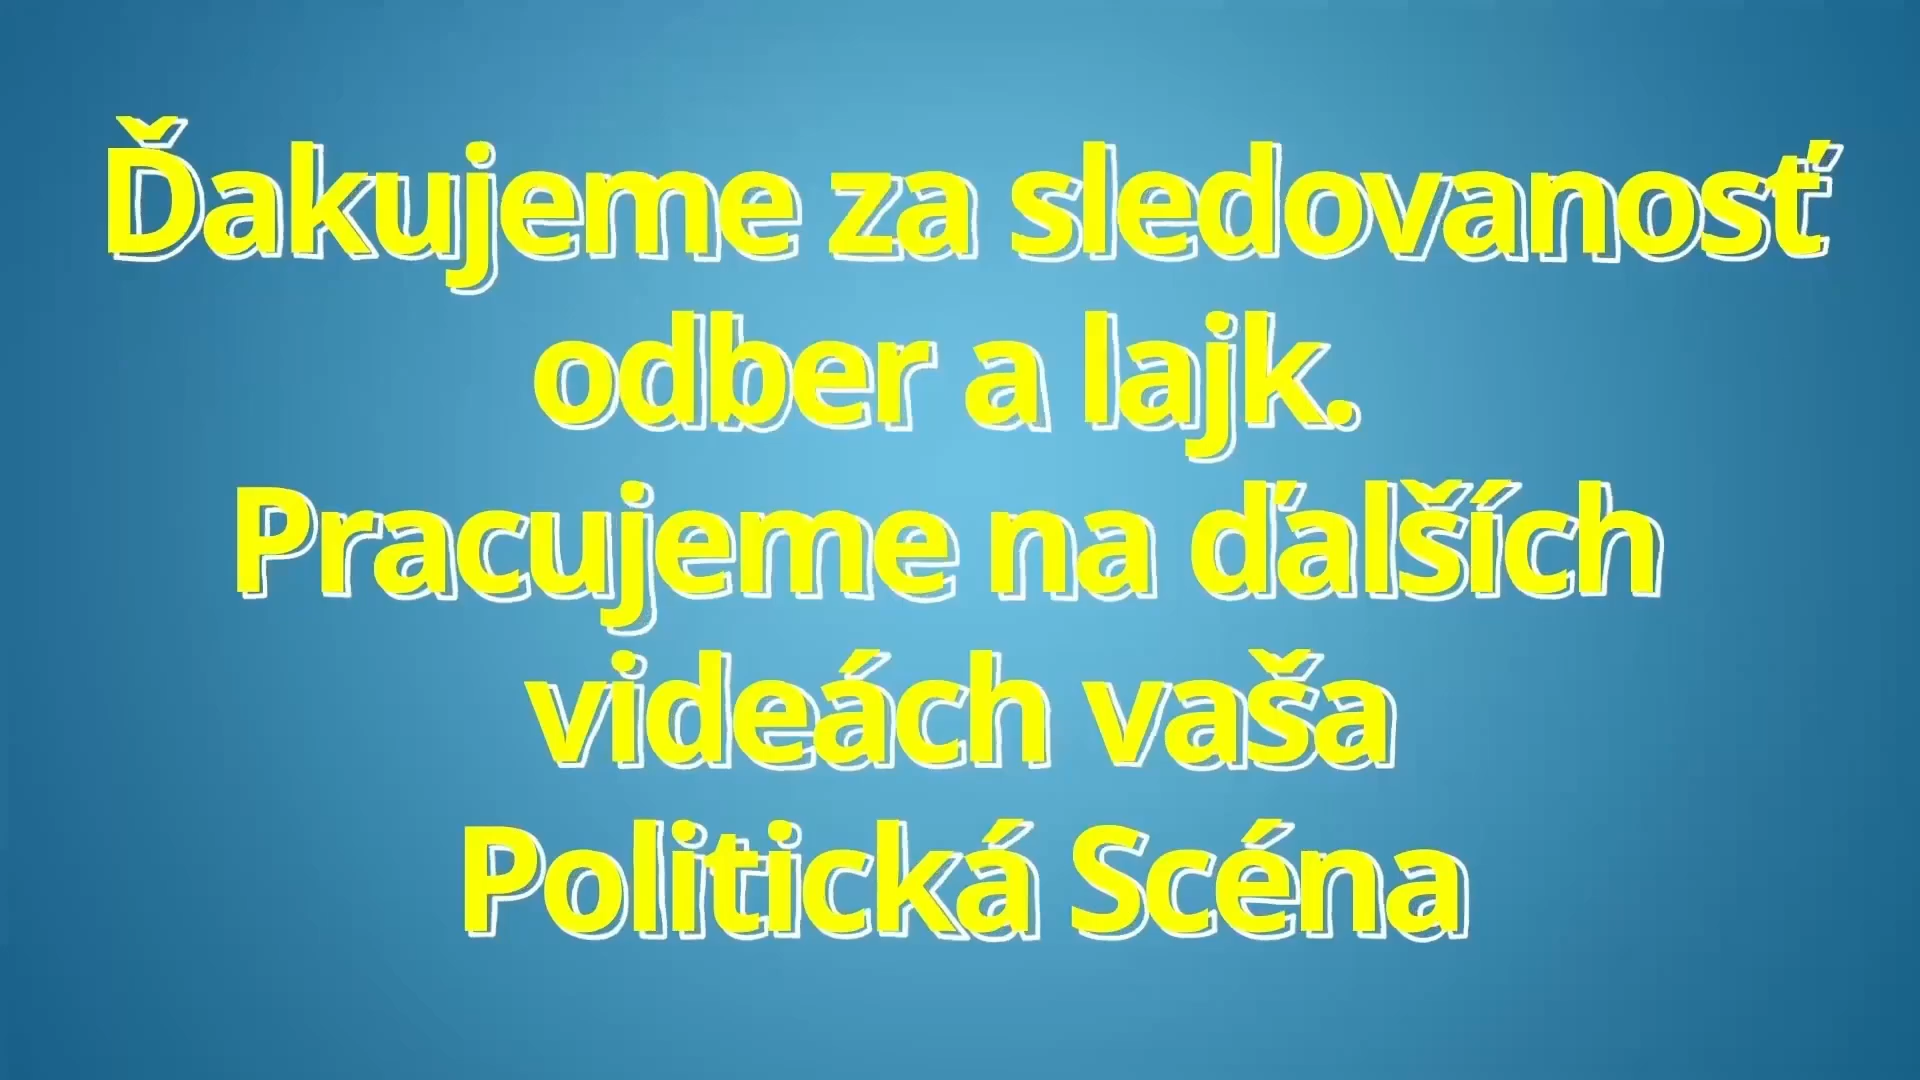 Ďakujeme za sledovanosť
odber a lajk.
Pracujeme na ďalších
videách vaša
Politická Scéna